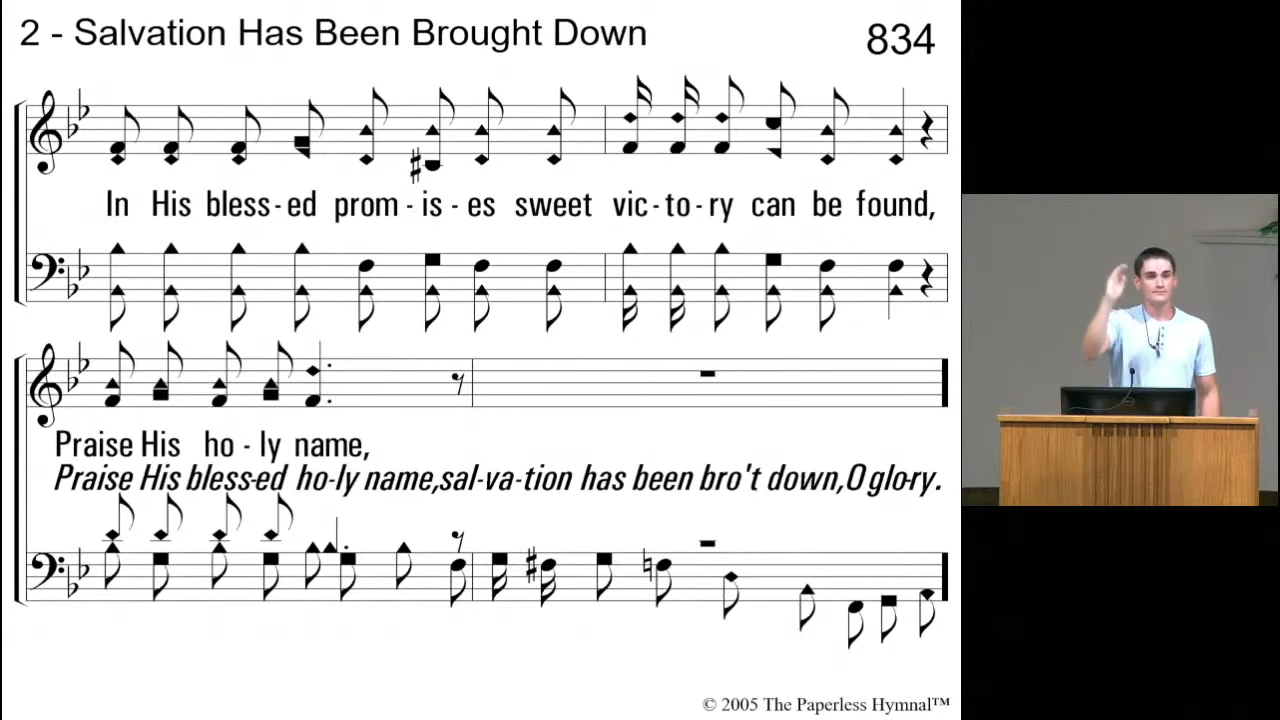 2 - Salvation Has Been Brought Down
834
In His bless-ed prom-is-es sweet vic-to-ry can be found,
Praise His ho-ly name,
Praise His bless-ed ho-ly name,sal-va-tion has been bro't down,O glo-ry.
© 2005 The Paperless Hymnal™